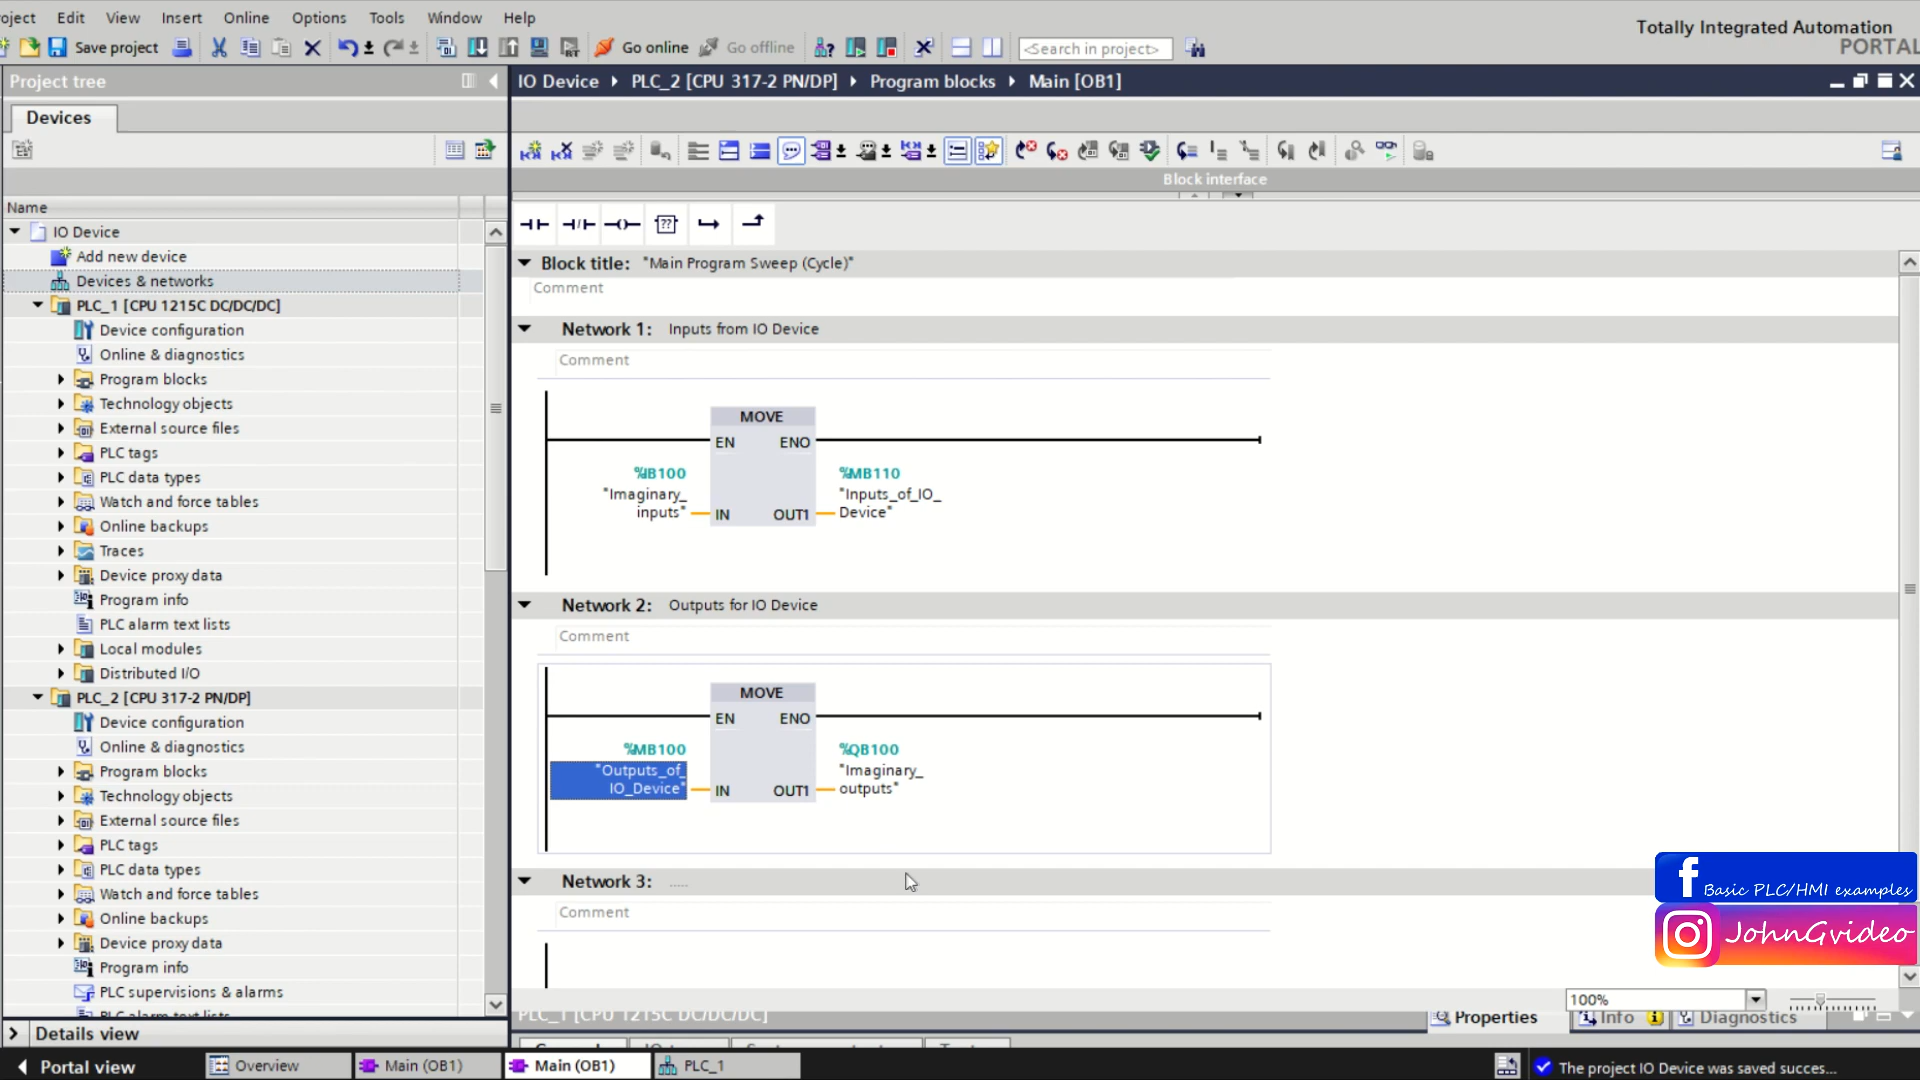 oject Edit View Insert Online Options Tools Window Help
Totally Integrated Automation
PORTAL
Save project Go online Go offline <Search in project>
Project tree
IO Device PLC_2 [CPU 317-2 PN/DP] Program blocks Main [OB1]
Devices
Block interface
Name
IO Device
Add new device
Devices & networks
PLC_1 [CPU 1215C DC/DC/DC]
Device configuration
Online & diagnostics
Program blocks
Technology objects
External source files
PLC tags
PLC data types
Watch and force tables
Online backups
Traces
Device proxy data
Program info
PLC alarm text lists
Local modules
Distributed I/O
PLC_2 [CPU 317-2 PN/DP]
Device configuration
Online & diagnostics
Program blocks
Technology objects
External source files
PLC tags
PLC data types
Watch and force tables
Online backups
Device proxy data
Program info
PLC supervisions & alarms
PLC alarm text lists
Details view
??
Block title: "Main Program Sweep (Cycle)"
Comment
Network 1: Inputs from IO Device
Comment
MOVE
EN ENO
%IB100 %MB110
"Imaginary_ "Inputs_of_IO_
inputs" IN OUT1 Device"
Network 2: Outputs for IO Device
Comment
MOVE
EN ENO
%MB100 %QB100
"Outputs_of_ "Imaginary_
IO_Device" IN OUT1 outputs"
Network 3: .....
Comment
Basic PLC/HMI examples
JohnGvideo
100%
PLC_1 [CPU 1215C DC/DC/DC]
Properties Info Diagnostics
Portal view Overview Main (OB1) Main (OB1) PLC_1 The project IO Device was saved succes...